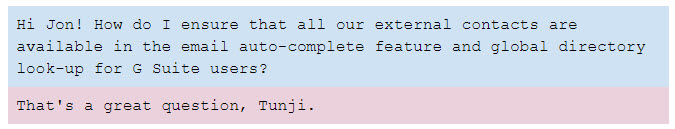 Hi Jon! How do I ensure that all our external contacts are
available in the email auto-complete feature and global directory
look-up for G Suite users?
That's a great question, Tunji.